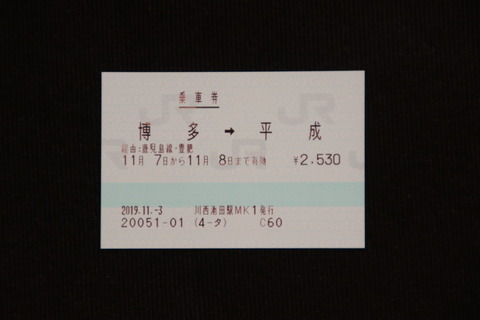 乗車券
博多 → 平成
経由:鹿児島線・豊肥
11月 7日から11月 8日まで有効 ¥2,530
2019.11.-3 川西池田駅MK1発行
20051-01 (4-タ) C60